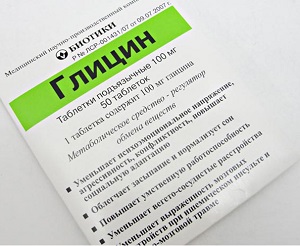 Медицинский научно-производственный комп
БИОТИКИ
Р № ЛСР-001431/07 от 09.07.2007 г.
Глицин
Таблетки подъязычные 100 мг
50 таблеток
1 таблетка содержит 100 мг глицина
Метаболическое средство - регулятор
обмена веществ
• Уменьшает психоэмоциональное напряжение,
агрессивность, конфликтность, повышает
социальную адаптацию
• Облегчает засыпание и нормализует сон
• Повышает умственную работоспособность
• Уменьшает вегето-сосудистые расстройства
• Уменьшает выраженность мозговых
расстройств при ишемическом инсульте и
но-мозговой травме